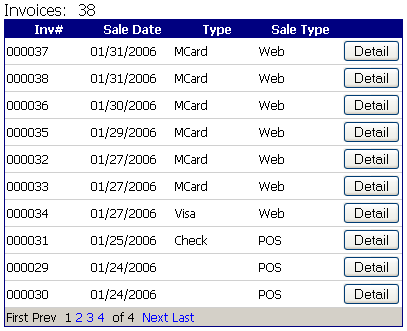 Invoices: 38
Inv# Sale Date Type Sale Type
000037 01/31/2006 MCard Web Detail
000038 01/31/2006 MCard Web Detail
000036 01/30/2006 MCard Web Detail
000035 01/29/2006 MCard Web Detail
000032 01/27/2006 MCard Web Detail
000033 01/27/2006 MCard Web Detail
000034 01/27/2006 Visa Web Detail
000031 01/25/2006 Check POS Detail
000029 01/24/2006 POS Detail
000030 01/24/2006 POS Detail
First Prev 1 2 3 4 of 4 Next Last